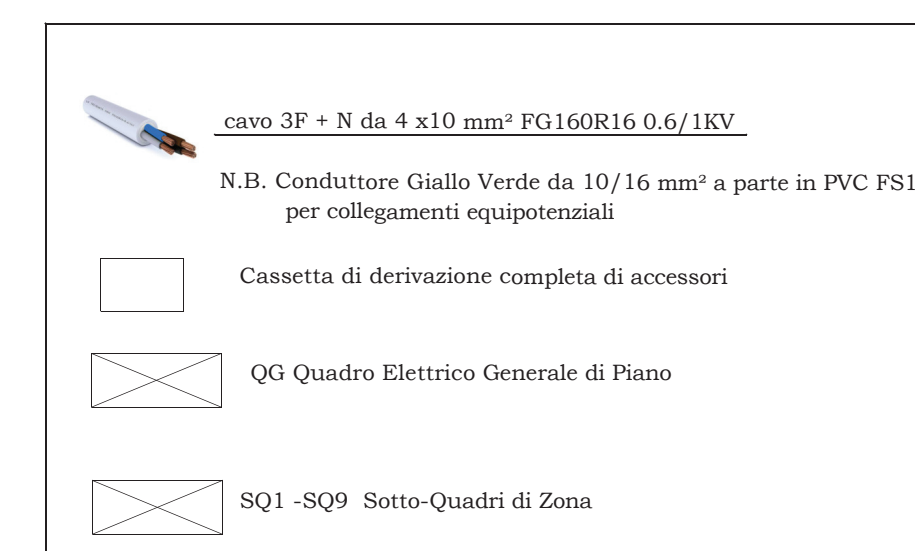 cavo 3F + N da 4 x10 mm² FG160R16 0.6/1KV
N.B. Conduttore Giallo Verde da 10/16 mm² a parte in PVC FS1
per collegamenti equipotenziali
Cassetta di derivazione completa di accessori
QG Quadro Elettrico Generale di Piano
SQ1 -SQ9 Sotto-Quadri di Zona